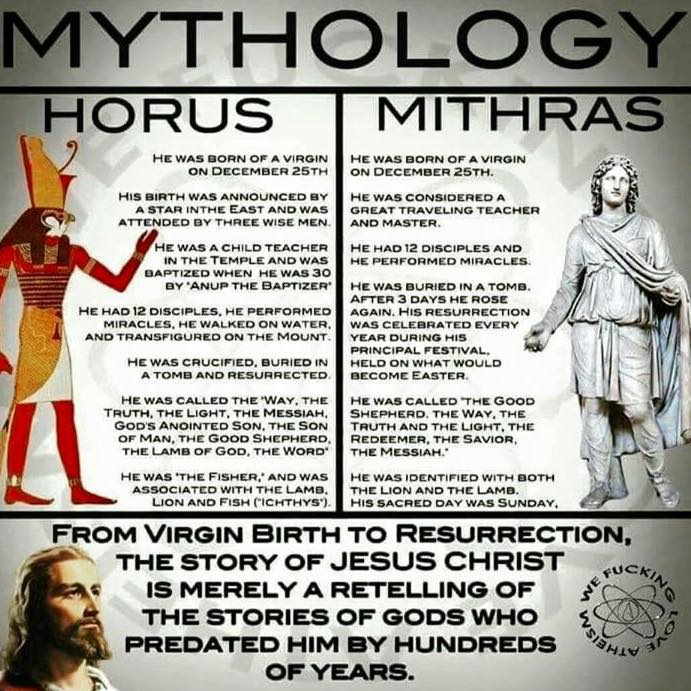 MYTHOLOGY
HORUS
HE WAS BORN OF A VIRGIN
ON DECEMBER 25TH
HIS BIRTH WAS ANNOUNCED BY
A STAR INTHE EAST AND WAS
ATTENDED BY THREE WISE MEN.
HE WAS A CHILD TEACHER
IN THE TEMPLE AND WAS
BAPTIZED WHEN HE WAS 30
BY "ANUP THE BAPTIZER"
HE HAD 12 DISCIPLES, HE PERFORMED
MIRACLES, HE WALKED ON WATER,
AND TRANSFIGURED ON THE MOUNT.
HE WAS CRUCIFIED, BURIED IN
A TOMB AND RESURRECTED.
HE WAS CALLED THE "WAY, THE
TRUTH, THE LIGHT, THE MESSIAH,
GOD'S ANOINTED SON, THE SON
OF MAN, THE GOOD SHEPHERD,
THE LAMB OF GOD, THE WORD"
HE WAS "THE FISHER," AND WAS
ASSOCIATED WITH THE LAMB,
LION AND FISH ("ICHTHYS").
MITHRAS
HE WAS BORN OF A VIRGIN
ON DECEMBER 25TH.
HE WAS CONSIDERED A
GREAT TRAVELING TEACHER
AND MASTER.
HE HAD 12 DISCIPLES AND
HE PERFORMED MIRACLES.
HE WAS BURIED IN A TOMB.
AFTER 3 DAYS HE ROSE
AGAIN. HIS RESURRECTION
WAS CELEBRATED EVERY
YEAR DURING HIS
PRINCIPAL FESTIVAL,
HELD ON WHAT WOULD
BECOME EASTER.
HE WAS CALLED "THE GOOD
SHEPHERD. THE WAY, THE
TRUTH AND THE LIGHT, THE
REDEEMER, THE SAVIOR,
THE MESSIAH."
HE WAS IDENTIFIED WITH BOTH
THE LION AND THE LAMB.
HIS SACRED DAY WAS SUNDAY,
FROM VIRGIN BIRTH TO RESURRECTION,
THE STORY OF JESUS CHRIST
IS MERELY A RETELLING OF
THE STORIES OF GODS WHO
PREDATED HIM BY HUNDREDS
OF YEARS.
WE FUCKING LOVE ATHEISM